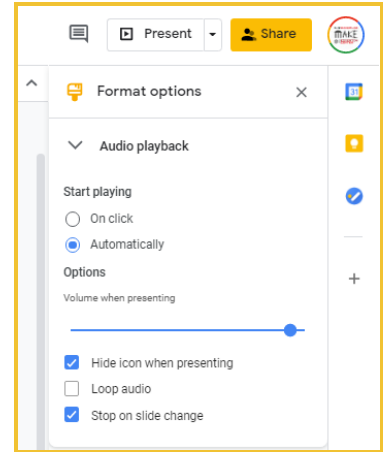 Present
Share
MAKE
Format options
31
Audio playback
Start playing
On click
Automatically
Options
Volume when presenting
Hide icon when presenting
Loop audio
Stop on slide change